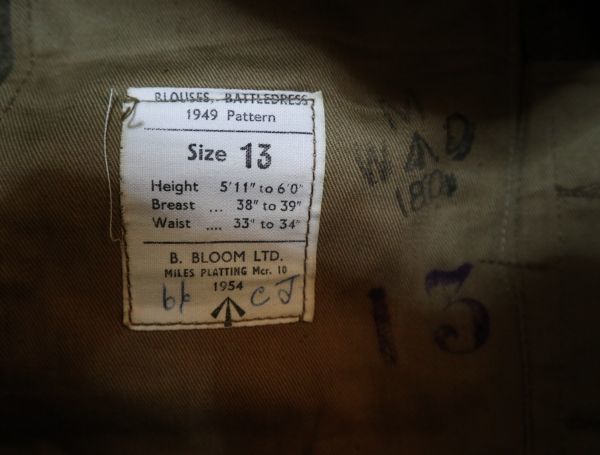 BLOUSES, BATTLEDRESS
1949 Pattern
Size 13
Height 5'11" to 6'0"
Breast ... 38" to 39"
Waist .... 33" to 34"
B. BLOOM LTD.
MILES PLATTING Mcr. 10
1954
CJ
W D
180
13